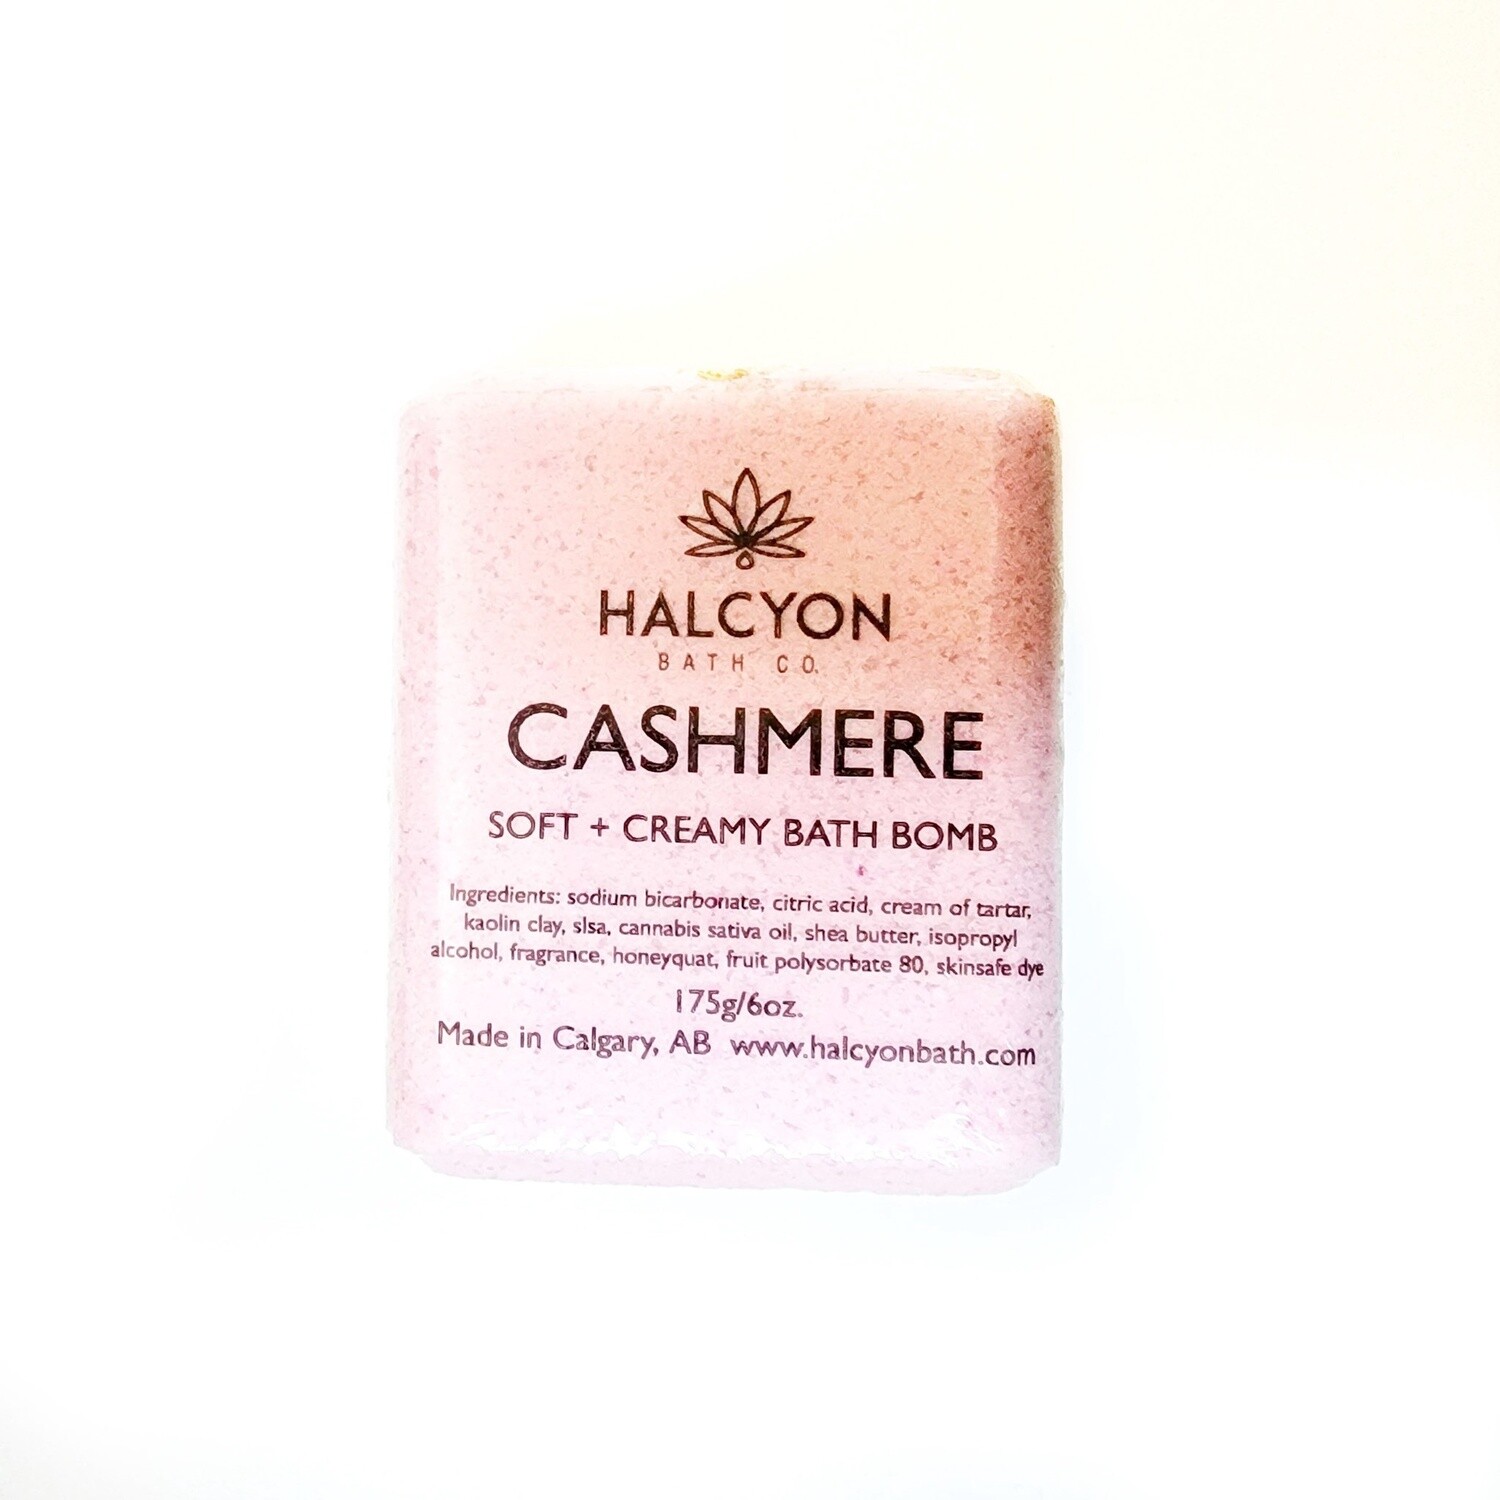 HALCYON
BATH CO.
CASHMERE
SOFT + CREAMY BATH BOMB
Ingredients: sodium bicarbonate, citric acid, cream of tartar,
kaolin clay, slsa, cannabis sativa oil, shea butter, isopropyl
alcohol, fragrance, honeyquat, fruit polysorbate 80, skinsafe dye
175g/6oz.
Made in Calgary, AB www.halcyonbath.com